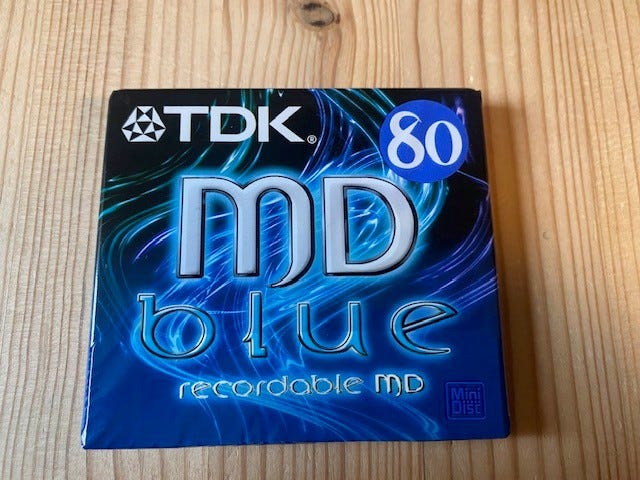 TDK®
80
MD
blue
recordable MD
Mini
Disc